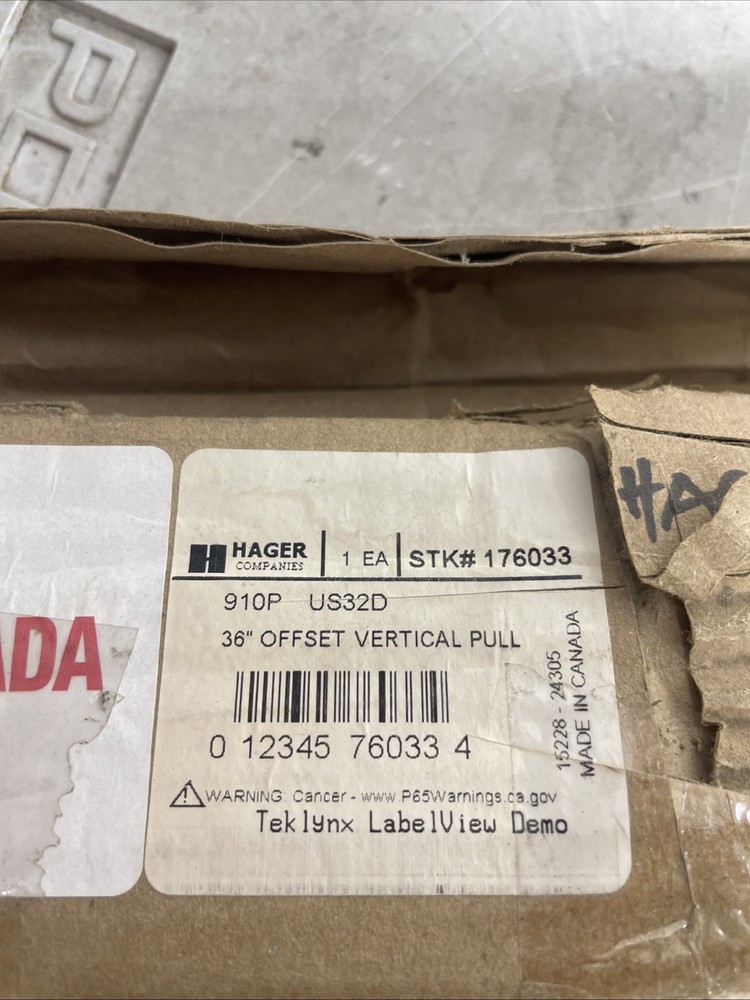 HAGER
COMPANIES
1 EA
STK# 176033
910P US32D
36" OFFSET VERTICAL PULL
0 12345 76033 4
15228 - 24305
MADE IN CANADA
WARNING: Cancer - www.P65Warnings.ca.gov
Teklynx LabelView Demo
ADA
HA